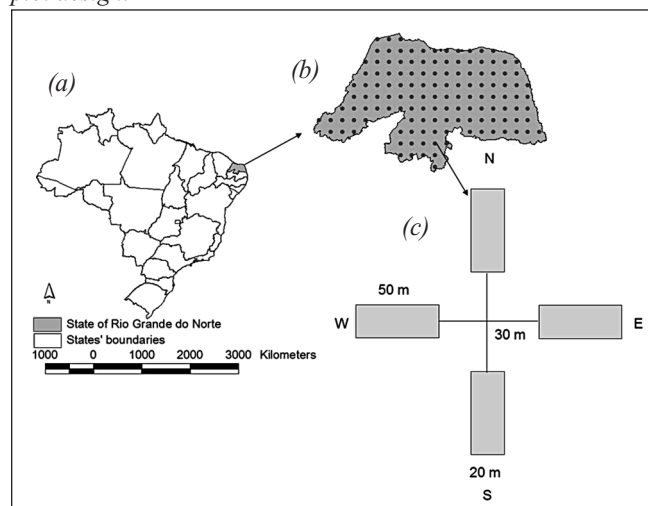 (a)
(b)
N
(c)
50 m
W
30 m
E
20 m
S
N
State of Rio Grande do Norte
States' boundaries
1000 0 1000 2000 3000 Kilometers